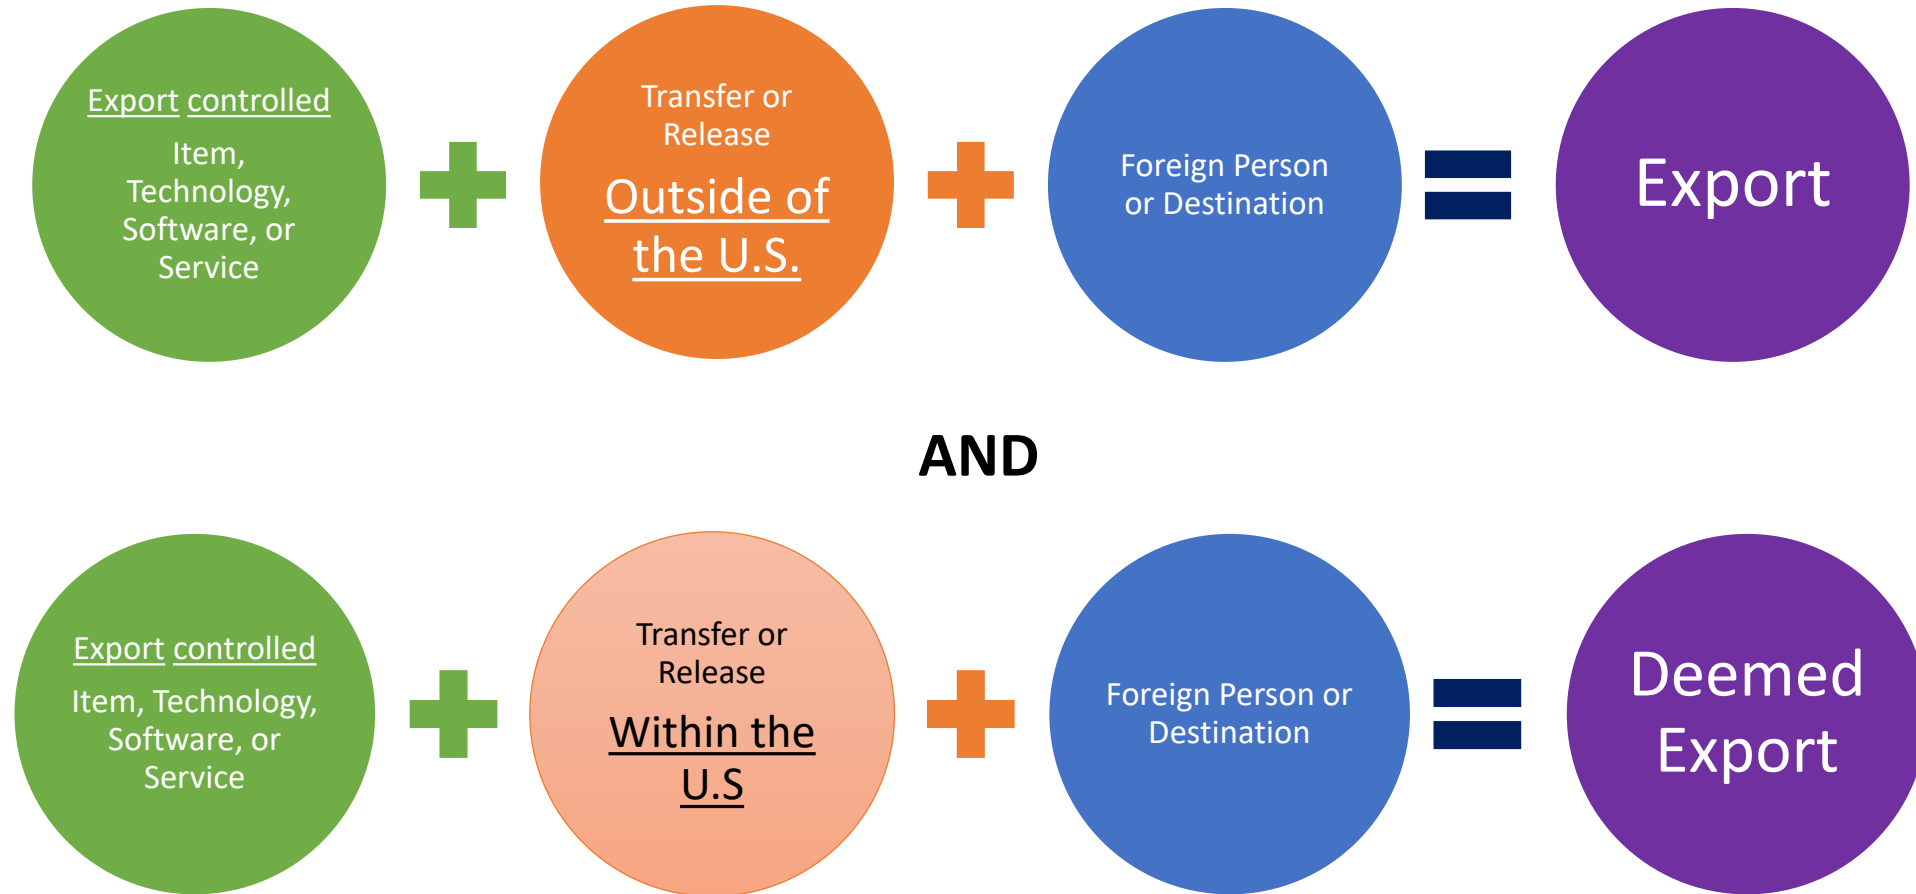 Export controlled
Item,
Technology,
Software, or
Service
Transfer or
Release
Outside of
the U.S.
Foreign Person
or Destination
Export
AND
Export controlled
Item, Technology,
Software, or
Service
Transfer or
Release
Within the
U.S
Foreign Person or
Destination
Deemed
Export